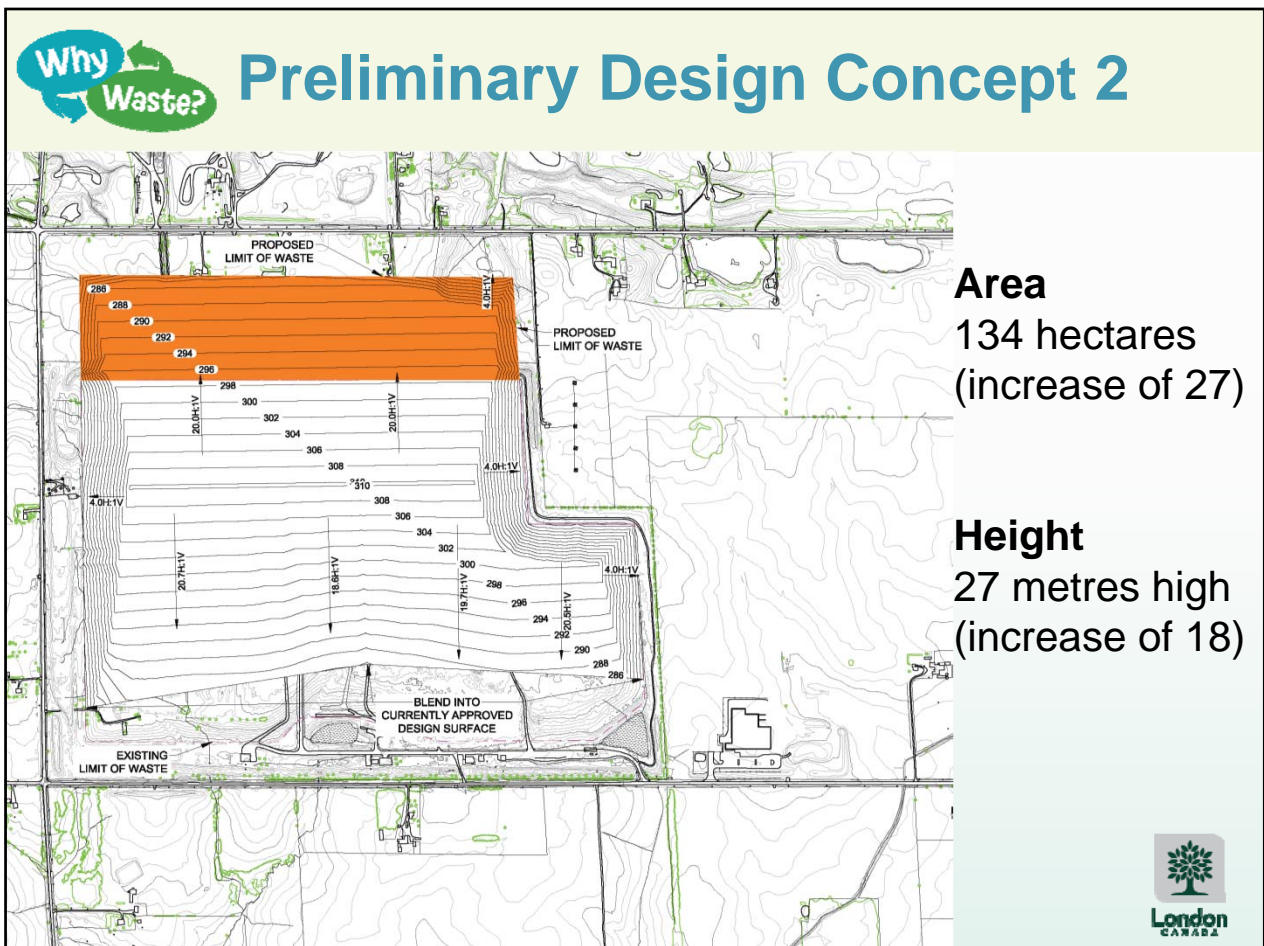 Why
Waste?
Preliminary Design Concept 2
PROPOSED
LIMIT OF WASTE
286
288
290
292
294
296
4.0H:1V
PROPOSED
LIMIT OF WASTE
298
300
302
304
306
308
310
308
306
304
302
300
298
296
294
292
290
288
286
20.0H:1V
20.0H:1V
4.0H:1V
4.0H:1V
4.0H:1V
20.7H:1V
18.6H:1V
19.7H:1V
20.5H:1V
BLEND INTO
CURRENTLY APPROVED
DESIGN SURFACE
EXISTING
LIMIT OF WASTE
Area
134 hectares
(increase of 27)
Height
27 metres high
(increase of 18)
London
CANADA